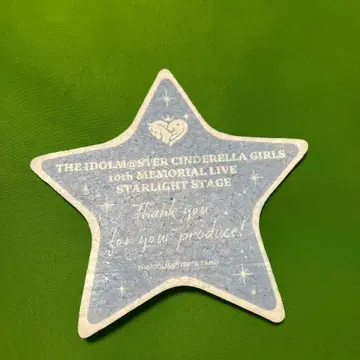 THE IDOLM@STER CINDERELLA GIRLS
10th MEMORIAL LIVE
STARLIGHT STAGE
Thank you
for your produce!